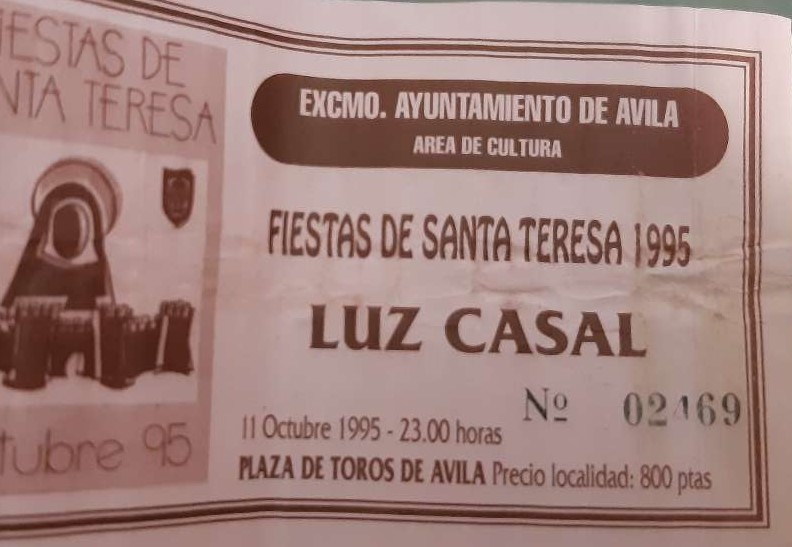 IESTAS DE
NTA TERESA
tubre 95
EXCMO. AYUNTAMIENTO DE AVILA
AREA DE CULTURA
FIESTAS DE SANTA TERESA 1995
LUZ CASAL
Nº 02469
11 Octubre 1995 - 23.00 horas
PLAZA DE TOROS DE AVILA Precio localidad: 800 ptas